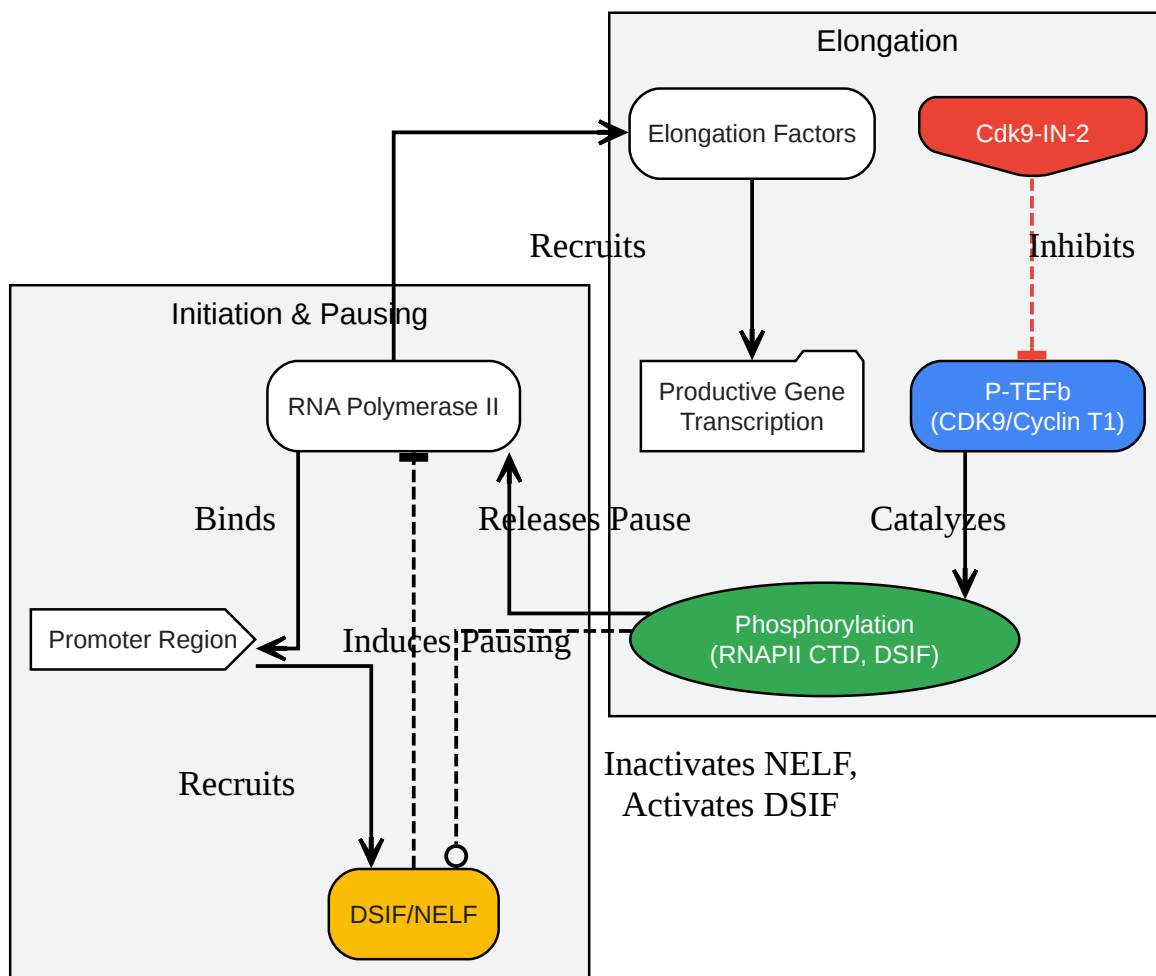 Elongation
Elongation Factors
Cdk9-IN-2
Recruits
Inhibits
Initiation & Pausing
RNA Polymerase II
Productive Gene
Transcription
P-TEFb
(CDK9/Cyclin T1)
Binds
Releases Pause
Catalyzes
Promoter Region
Induces Pausing
Phosphorylation
(RNAPII CTD, DSIF)
Recruits
Inactivates NELF,
Activates DSIF
DSIF/NELF